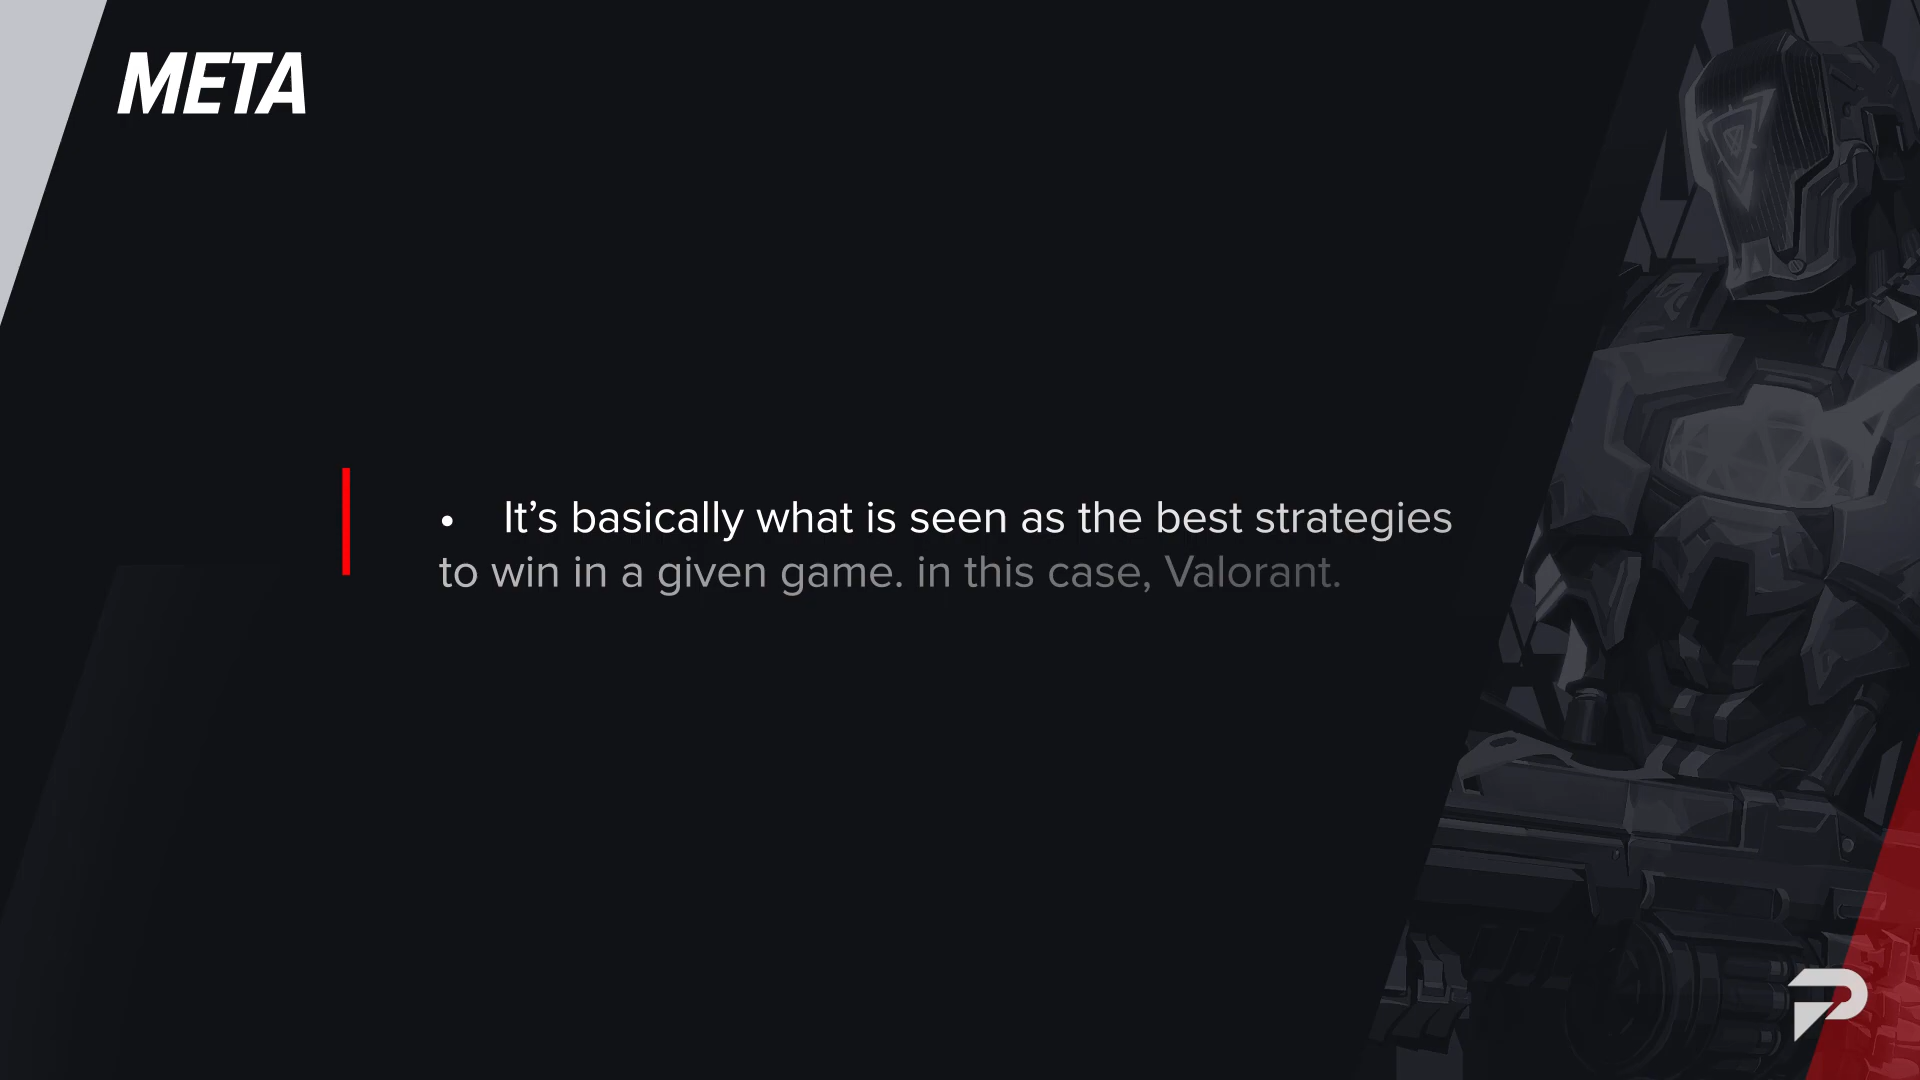 META
• It’s basically what is seen as the best strategies
to win in a given game. in this case, Valorant.